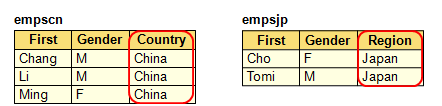 empscn
First Gender Country
Chang M China
Li M China
Ming F China
empsjp
First Gender Region
Cho F Japan
Tomi M Japan